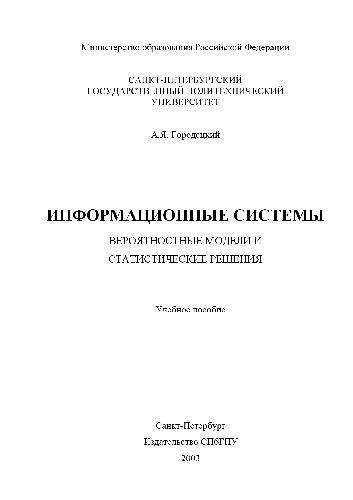 Министерство образования Российской Федерации
САНКТ-ПЕТЕРБУРГСКИЙ
ГОСУДАРСТВЕННЫЙ ПОЛИТЕХНИЧЕСКИЙ
УНИВЕРСИТЕТ
А.Я. Городецкий
ИНФОРМАЦИОННЫЕ СИСТЕМЫ
ВЕРОЯТНОСТНЫЕ МОДЕЛИ И
СТАТИСТИЧЕСКИЕ РЕШЕНИЯ
Учебное пособие
Санкт-Петербург
Издательство СПбГПУ
2003